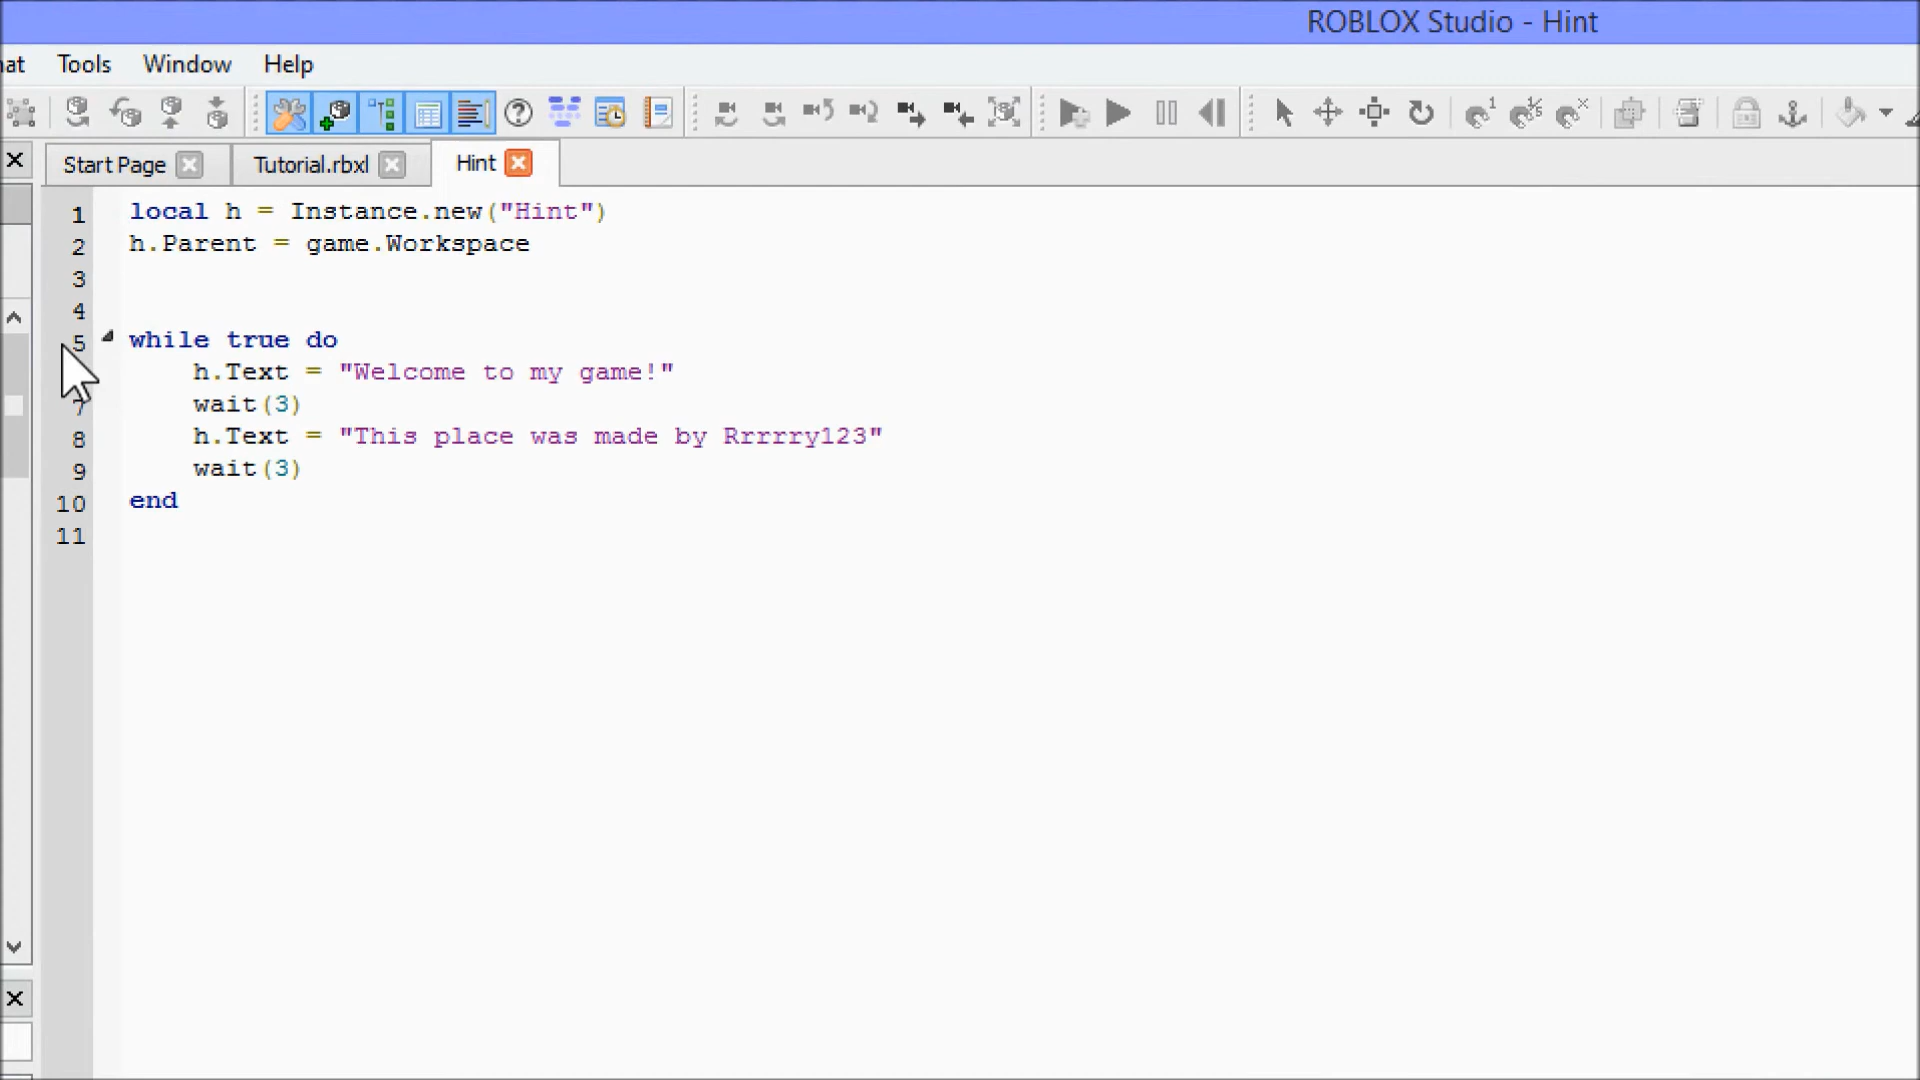 ROBLOX Studio - Hint
at Tools Window Help
Start Page Tutorial.rbxl Hint
1 local h = Instance.new("Hint")
2 h.Parent = game.Workspace
3
4
5 while true do
h.Text = "Welcome to my game!"
7 wait(3)
8 h.Text = "This place was made by Rrrrry123"
9 wait(3)
10 end
11